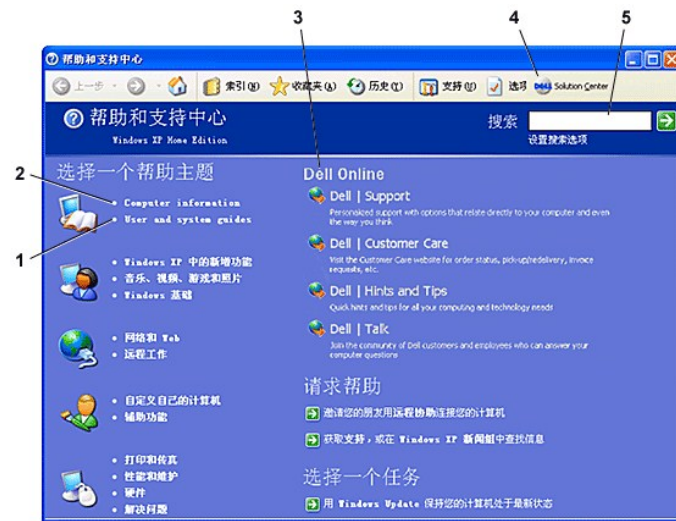 3
4
5
帮助和支持中心
上一步 索引(N) 收藏夹(A) 历史(I) 支持(U) 选项 DELL Solution Center
帮助和支持中心
Windows XP Home Edition
搜索
设置搜索选项
选择一个帮助主题
2
Computer information
User and system guides
1
Windows XP 中的新增功能
音乐、视频、游戏和照片
Windows 基础
网络和 Web
远程工作
自定义自己的计算机
辅助功能
打印和传真
性能和维护
硬件
解决问题
Dell Online
Dell | Support
Personalized support with options that relate directly to your computer and even
the way you think
Dell | Customer Care
Visit the Customer Care website for order status, pickup/redelivery, invoice
requests, etc.
Dell | Hints and Tips
Quick hints and tips for all your computing and technology needs
Dell | Talk
Join the community of Dell customers and employees who can answer your
computer questions
请求帮助
邀请您的朋友用远程协助连接您的计算机
获取支持，或在 Windows XP 新闻组中查找信息
选择一个任务
用 Windows Update 保持您的计算机处于最新状态